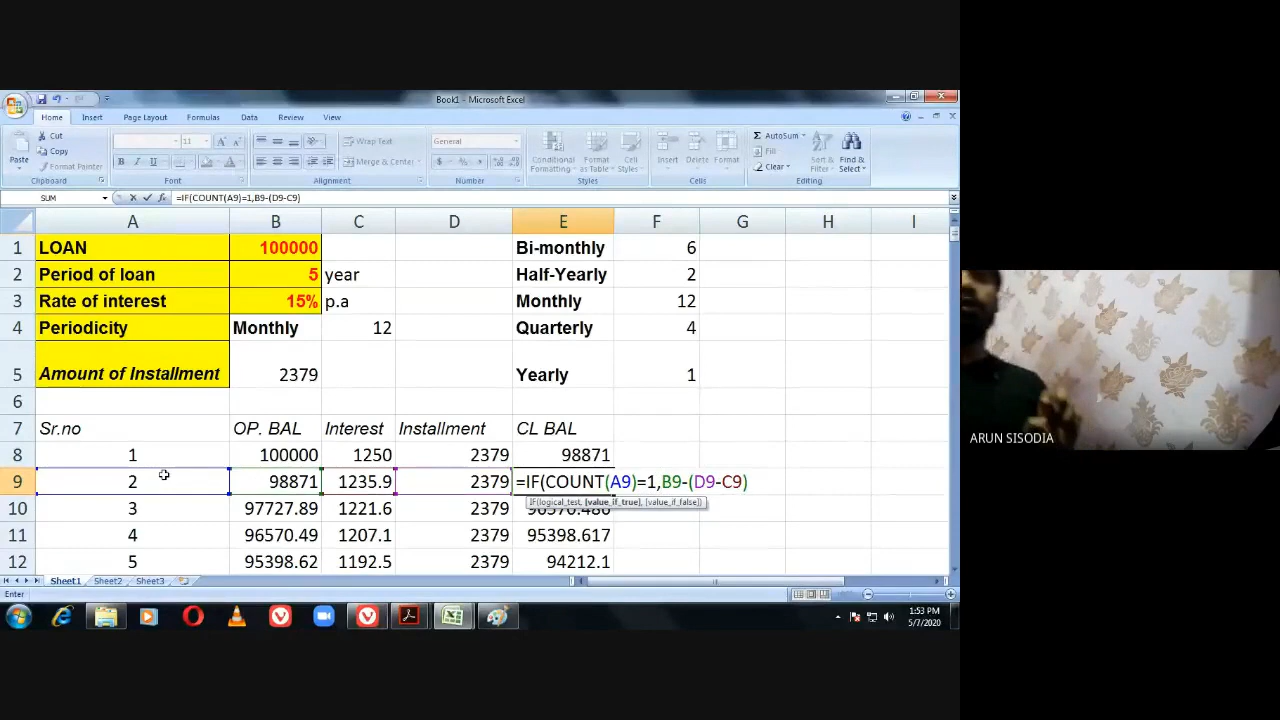 Book1 - Microsoft Excel
Home Insert Page Layout Formulas Data Review View
Paste
Cut
Copy
Format Painter
Clipboard
11
Font
Wrap Text
Merge & Center
Alignment
General
Number
Conditional Formatting
Format as Table
Cell Styles
Styles
Insert Delete Format
Cells
AutoSum
Fill
Clear
Sort & Filter
Find & Select
Editing
SUM =IF(COUNT(A9)=1,B9-(D9-C9)
A B C D E F G H I
1 LOAN 100000 Bi-monthly 6
2 Period of loan 5 year Half-Yearly 2
3 Rate of interest 15% p.a Monthly 12
4 Periodicity Monthly 12 Quarterly 4
5 Amount of Installment 2379 Yearly 1
6
7 Sr.no OP. BAL Interest Installment CL BAL
8 1 100000 1250 2379 98871
9 2 98871 1235.9 2379 =IF(COUNT(A9)=1,B9-(D9-C9)
IF(logical_test, [value_if_true], [value_if_false])
10 3 97727.89 1221.6 2379 96570.486
11 4 96570.49 1207.1 2379 95398.617
12 5 95398.62 1192.5 2379 94212.1
Sheet1 Sheet2 Sheet3
Enter
1:53 PM
5/7/2020
ARUN SISODIA